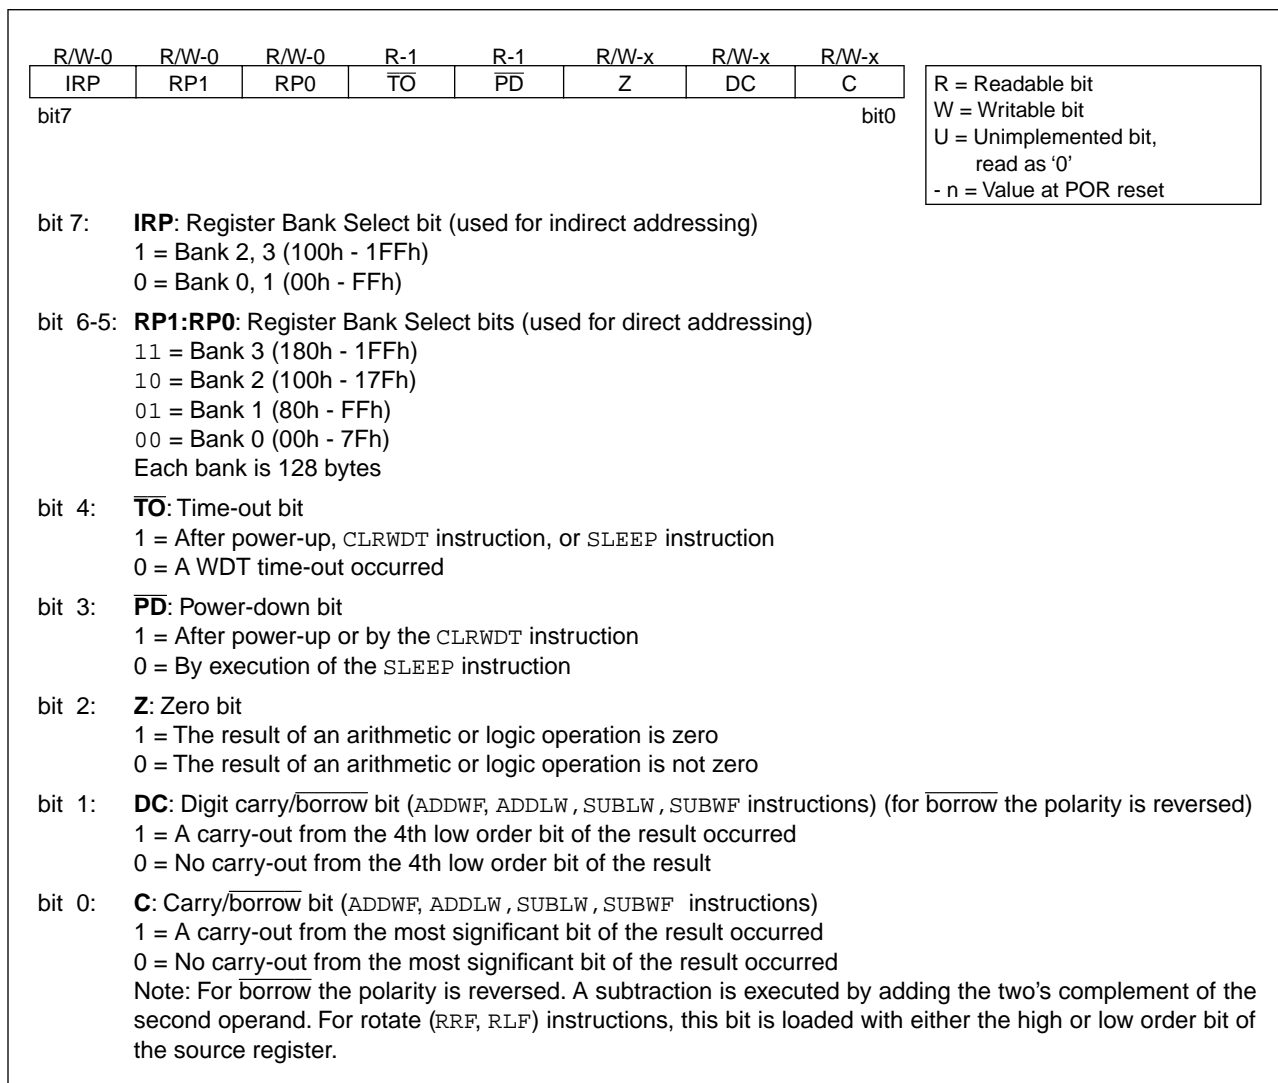 R/W-0 R/W-0 R/W-0 R-1 R-1 R/W-x R/W-x R/W-x
IRP RP1 RP0 T̅O̅ P̅D̅ Z DC C
bit7 bit0
R = Readable bit
W = Writable bit
U = Unimplemented bit,
read as ‘0’
- n = Value at POR reset
bit 7: IRP: Register Bank Select bit (used for indirect addressing)
1 = Bank 2, 3 (100h - 1FFh)
0 = Bank 0, 1 (00h - FFh)
bit 6-5: RP1:RP0: Register Bank Select bits (used for direct addressing)
11 = Bank 3 (180h - 1FFh)
10 = Bank 2 (100h - 17Fh)
01 = Bank 1 (80h - FFh)
00 = Bank 0 (00h - 7Fh)
Each bank is 128 bytes
bit 4: T̅O̅: Time-out bit
1 = After power-up, CLRWDT instruction, or SLEEP instruction
0 = A WDT time-out occurred
bit 3: P̅D̅: Power-down bit
1 = After power-up or by the CLRWDT instruction
0 = By execution of the SLEEP instruction
bit 2: Z: Zero bit
1 = The result of an arithmetic or logic operation is zero
0 = The result of an arithmetic or logic operation is not zero
bit 1: DC: Digit carry/b̅o̅r̅r̅o̅w̅ bit (ADDWF, ADDLW,SUBLW,SUBWF instructions) (for b̅o̅r̅r̅o̅w̅ the polarity is reversed)
1 = A carry-out from the 4th low order bit of the result occurred
0 = No carry-out from the 4th low order bit of the result
bit 0: C: Carry/b̅o̅r̅r̅o̅w̅ bit (ADDWF, ADDLW,SUBLW,SUBWF instructions)
1 = A carry-out from the most significant bit of the result occurred
0 = No carry-out from the most significant bit of the result occurred
Note: For b̅o̅r̅r̅o̅w̅ the polarity is reversed. A subtraction is executed by adding the two’s complement of the
second operand. For rotate (RRF, RLF) instructions, this bit is loaded with either the high or low order bit of
the source register.